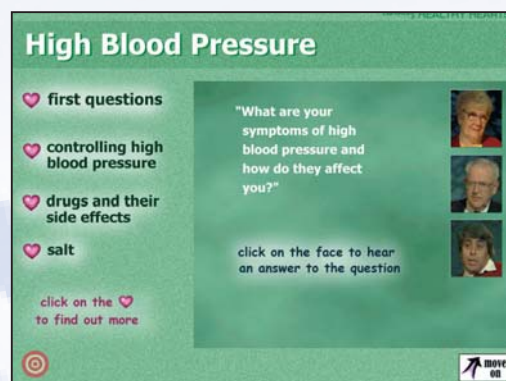 HEALTHY HEART
High Blood Pressure
first questions
controlling high
blood pressure
drugs and their
side effects
salt
click on the
to find out more
"What are your
symptoms of high
blood pressure and
how do they affect
you?"
click on the face to hear
an answer to the question
move
on